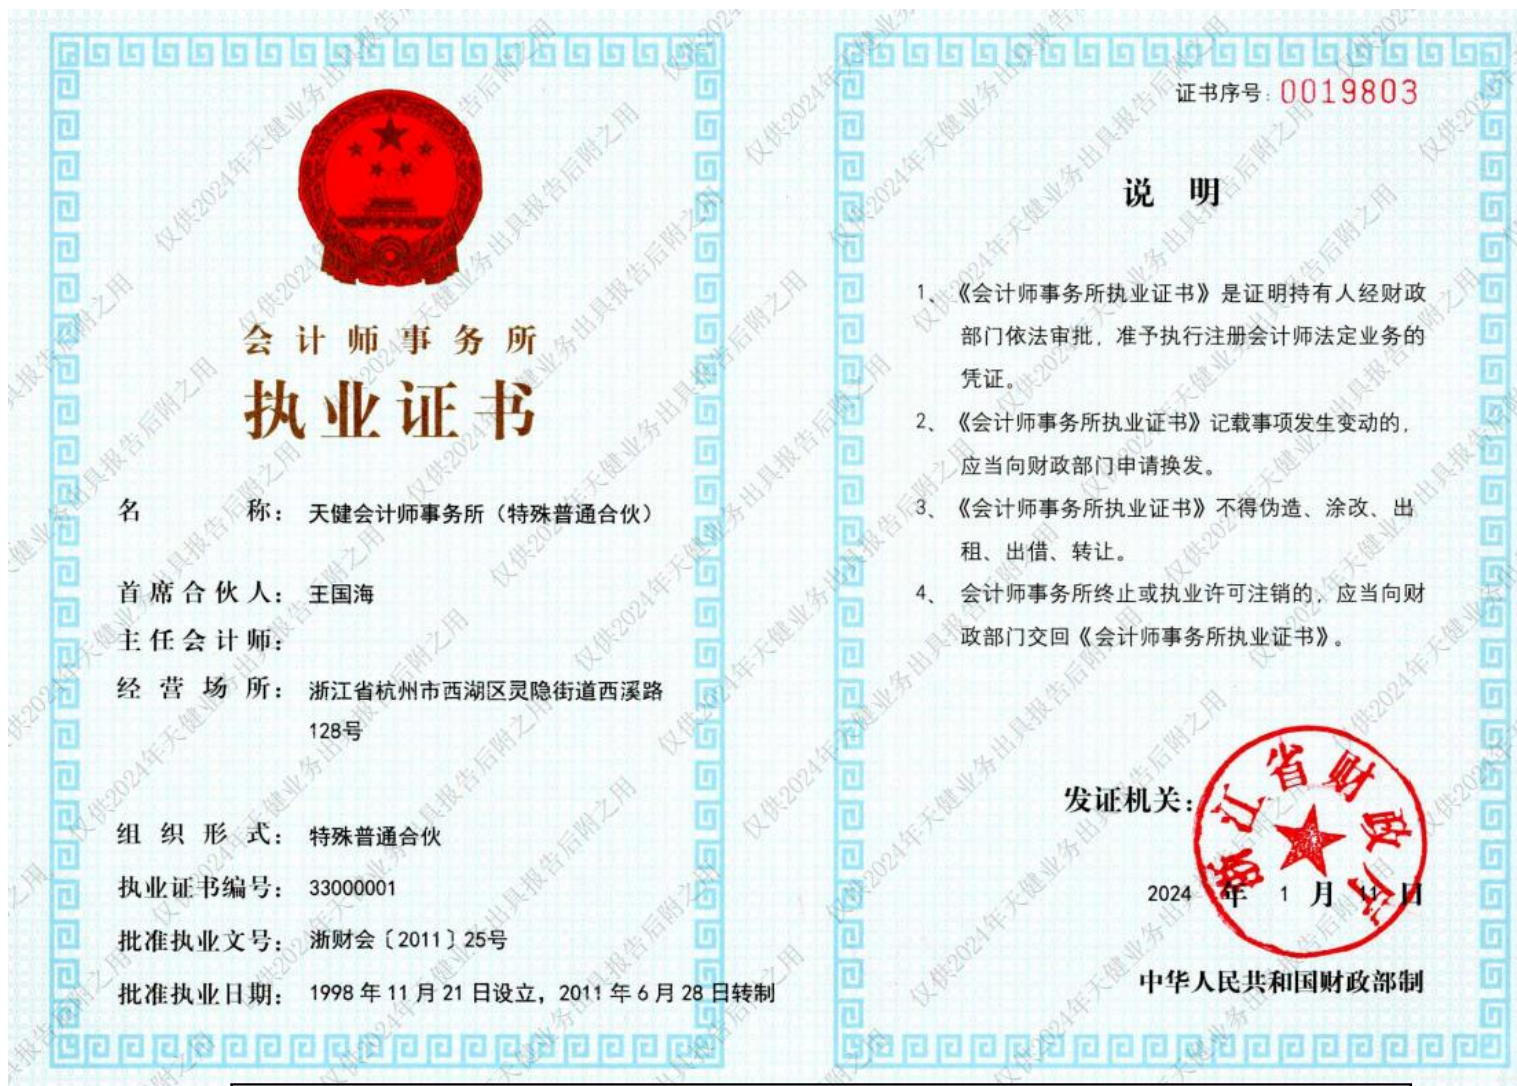 会计师事务所
执业证书
名称：天健会计师事务所（特殊普通合伙）
首席合伙人：王国海
主任会计师：
经营场所：浙江省杭州市西湖区灵隐街道西溪路
128号
组织形式：特殊普通合伙
执业证书编号：33000001
批准执业文号：浙财会〔2011〕25号
批准执业日期：1998年11月21日设立，2011年6月28日转制
证书序号：0019803
说明
1、《会计师事务所执业证书》是证明持有人经财政
部门依法审批，准予执行注册会计师法定业务的
凭证。
2、《会计师事务所执业证书》记载事项发生变动的，
应当向财政部门申请换发。
3、《会计师事务所执业证书》不得伪造、涂改、出
租、出借、转让。
4、会计师事务所终止或执业许可注销的，应当向财
政部门交回《会计师事务所执业证书》。
发证机关：
浙江省财政厅
2024年1月11日
中华人民共和国财政部制
仅供2024年天健业务出具报告后附之用